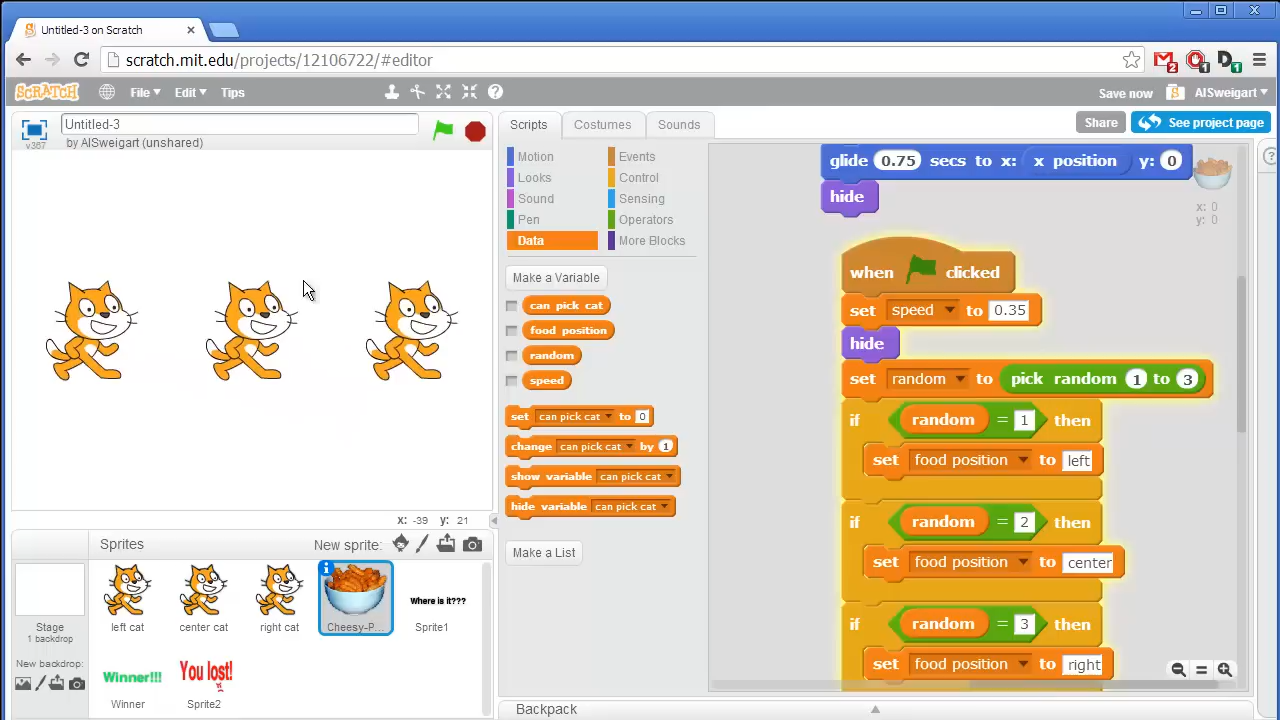 Untitled-3 on Scratch
scratch.mit.edu/projects/12106722/#editor
2
1
D
1
SCRATCH
File
Edit
Tips
Save now
AlSweigart
v387
Untitled-3
by AlSweigart (unshared)
Scripts
Costumes
Sounds
Share
See project page
Motion
Looks
Sound
Pen
Data
Events
Control
Sensing
Operators
More Blocks
Make a Variable
can pick cat
food position
random
speed
set can pick cat to 0
change can pick cat by 1
show variable can pick cat
hide variable can pick cat
Make a List
glide 0.75 secs to x: x position y: 0
hide
x: 0
y: 0
when clicked
set speed to 0.35
hide
set random to pick random 1 to 3
if random = 1 then
set food position to left
if random = 2 then
set food position to center
if random = 3 then
set food position to right
x: -39 y: 21
Sprites
New sprite:
Stage
1 backdrop
New backdrop:
left cat
center cat
right cat
Cheesy-P...
Where is it???
Sprite1
Winner!!!
Winner
You lost!
Sprite2
Backpack